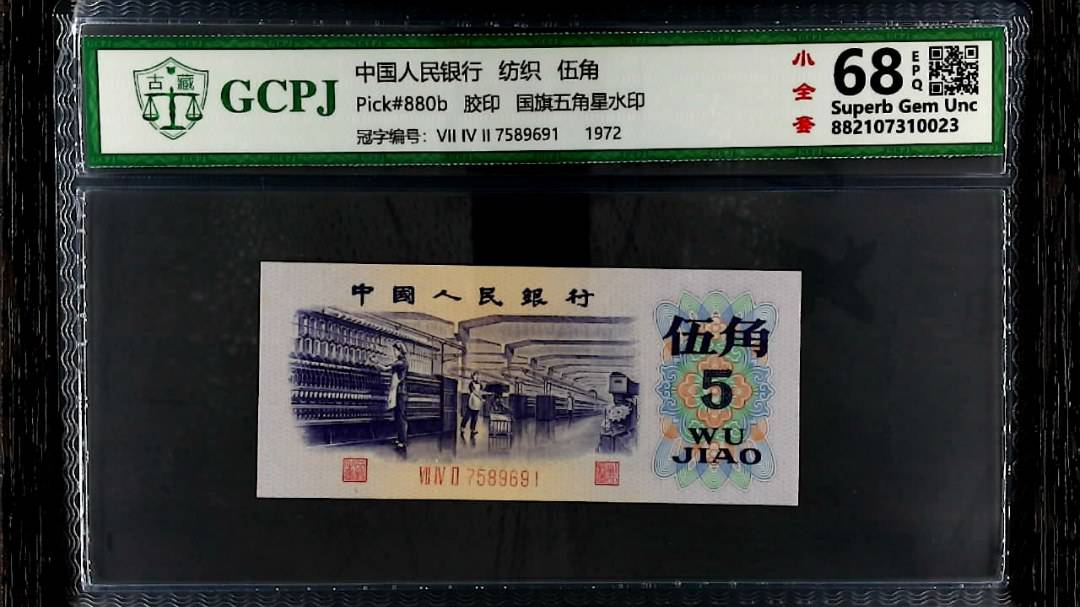 古藏
GCPJ
中国人民银行 纺织 伍角
Pick#880b 胶印 国旗五角星水印
冠字编号: VII IV II 7589691 1972
小全套
68 EPQ
Superb Gem Unc
882107310023
中國人民銀行
伍角
5
WU
JIAO
VII IV II 7589691